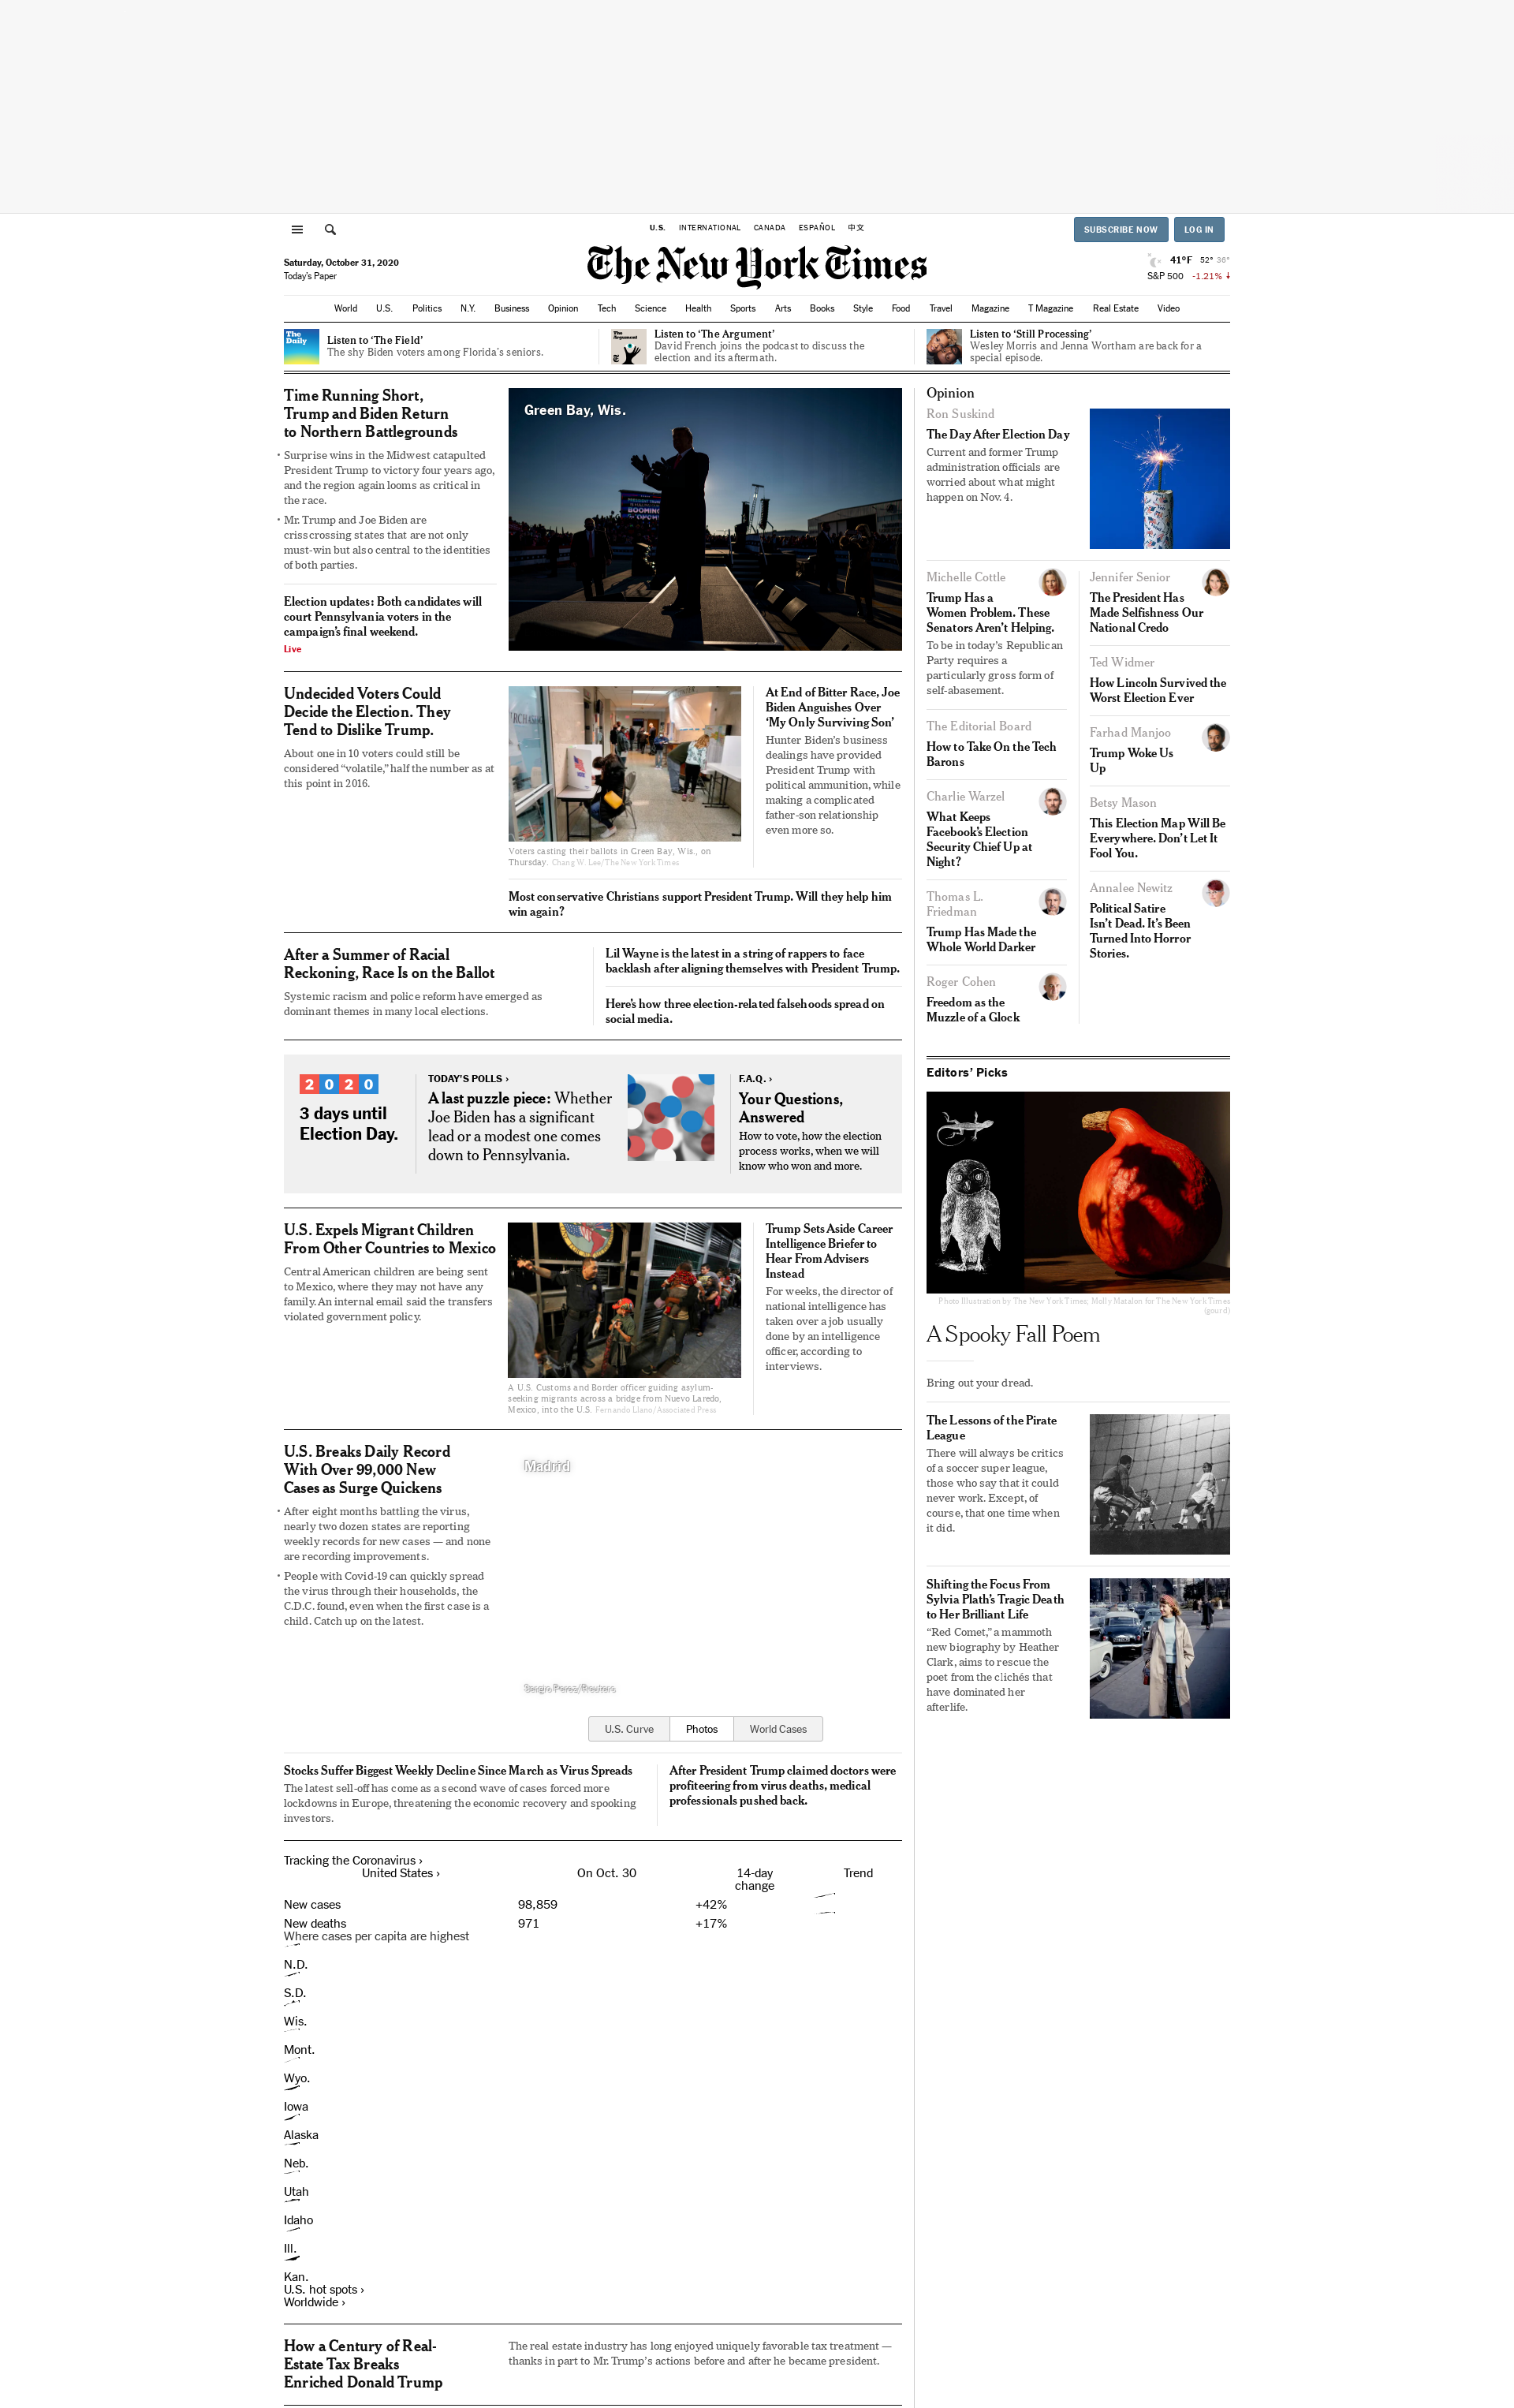 U.S. INTERNATIONAL CANADA ESPAÑOL 中文
SUBSCRIBE NOW LOG IN
Saturday, October 31, 2020
Today's Paper
The New York Times
41°F 52° 36°
S&P 500 -1.21%
World U.S. Politics N.Y. Business Opinion Tech Science Health Sports Arts Books Style Food Travel Magazine T Magazine Real Estate Video
The
Daily
Listen to ‘The Field’
The shy Biden voters among Florida’s seniors.
The
Argument
Listen to ‘The Argument’
David French joins the podcast to discuss the
election and its aftermath.
Listen to ‘Still Processing’
Wesley Morris and Jenna Wortham are back for a
special episode.
Time Running Short,
Trump and Biden Return
to Northern Battlegrounds
• Surprise wins in the Midwest catapulted
President Trump to victory four years ago,
and the region again looms as critical in
the race.
• Mr. Trump and Joe Biden are
crisscrossing states that are not only
must-win but also central to the identities
of both parties.
Election updates: Both candidates will
court Pennsylvania voters in the
campaign’s final weekend.
Live
Green Bay, Wis.
Undecided Voters Could
Decide the Election. They
Tend to Dislike Trump.
About one in 10 voters could still be
considered “volatile,” half the number as at
this point in 2016.
Voters casting their ballots in Green Bay, Wis., on
Thursday. Chang W. Lee/The New York Times
At End of Bitter Race, Joe
Biden Anguishes Over
‘My Only Surviving Son’
Hunter Biden’s business
dealings have provided
President Trump with
political ammunition, while
making a complicated
father-son relationship
even more so.
Most conservative Christians support President Trump. Will they help him
win again?
After a Summer of Racial
Reckoning, Race Is on the Ballot
Systemic racism and police reform have emerged as
dominant themes in many local elections.
Lil Wayne is the latest in a string of rappers to face
backlash after aligning themselves with President Trump.
Here’s how three election-related falsehoods spread on
social media.
2020
3 days until
Election Day.
TODAY’S POLLS ›
A last puzzle piece: Whether
Joe Biden has a significant
lead or a modest one comes
down to Pennsylvania.
F.A.Q. ›
Your Questions,
Answered
How to vote, how the election
process works, when we will
know who won and more.
U.S. Expels Migrant Children
From Other Countries to Mexico
Central American children are being sent
to Mexico, where they may not have any
family. An internal email said the transfers
violated government policy.
A U.S. Customs and Border officer guiding asylum-
seeking migrants across a bridge from Nuevo Laredo,
Mexico, into the U.S. Fernando Llano/Associated Press
Trump Sets Aside Career
Intelligence Briefer to
Hear From Advisers
Instead
For weeks, the director of
national intelligence has
taken over a job usually
done by an intelligence
officer, according to
interviews.
U.S. Breaks Daily Record
With Over 99,000 New
Cases as Surge Quickens
• After eight months battling the virus,
nearly two dozen states are reporting
weekly records for new cases — and none
are recording improvements.
• People with Covid-19 can quickly spread
the virus through their households, the
C.D.C. found, even when the first case is a
child. Catch up on the latest.
Madrid
Sergio Perez/Reuters
U.S. Curve Photos World Cases
Stocks Suffer Biggest Weekly Decline Since March as Virus Spreads
The latest sell-off has come as a second wave of cases forced more
lockdowns in Europe, threatening the economic recovery and spooking
investors.
After President Trump claimed doctors were
profiteering from virus deaths, medical
professionals pushed back.
Tracking the Coronavirus ›
United States › On Oct. 30 14-day
change Trend
New cases 98,859 +42%
New deaths 971 +17%
Where cases per capita are highest
N.D.
S.D.
Wis.
Mont.
Wyo.
Iowa
Alaska
Neb.
Utah
Idaho
Ill.
Kan.
U.S. hot spots ›
Worldwide ›
How a Century of Real-
Estate Tax Breaks
Enriched Donald Trump
The real estate industry has long enjoyed uniquely favorable tax treatment —
thanks in part to Mr. Trump’s actions before and after he became president.
Opinion
Ron Suskind
The Day After Election Day
Current and former Trump
administration officials are
worried about what might
happen on Nov. 4.
Michelle Cottle
Trump Has a
Women Problem. These
Senators Aren’t Helping.
To be in today’s Republican
Party requires a
particularly gross form of
self-abasement.
The Editorial Board
How to Take On the Tech
Barons
Charlie Warzel
What Keeps
Facebook’s Election
Security Chief Up at
Night?
Thomas L.
Friedman
Trump Has Made the
Whole World Darker
Roger Cohen
Freedom as the
Muzzle of a Glock
Jennifer Senior
The President Has
Made Selfishness Our
National Credo
Ted Widmer
How Lincoln Survived the
Worst Election Ever
Farhad Manjoo
Trump Woke Us
Up
Betsy Mason
This Election Map Will Be
Everywhere. Don’t Let It
Fool You.
Annalee Newitz
Political Satire
Isn’t Dead. It’s Been
Turned Into Horror
Stories.
Editors’ Picks
Photo Illustration by The New York Times; Molly Matalon for The New York Times
(gourd)
A Spooky Fall Poem
Bring out your dread.
The Lessons of the Pirate
League
There will always be critics
of a soccer super league,
those who say that it could
never work. Except, of
course, that one time when
it did.
Shifting the Focus From
Sylvia Plath’s Tragic Death
to Her Brilliant Life
“Red Comet,” a mammoth
new biography by Heather
Clark, aims to rescue the
poet from the clichés that
have dominated her
afterlife.